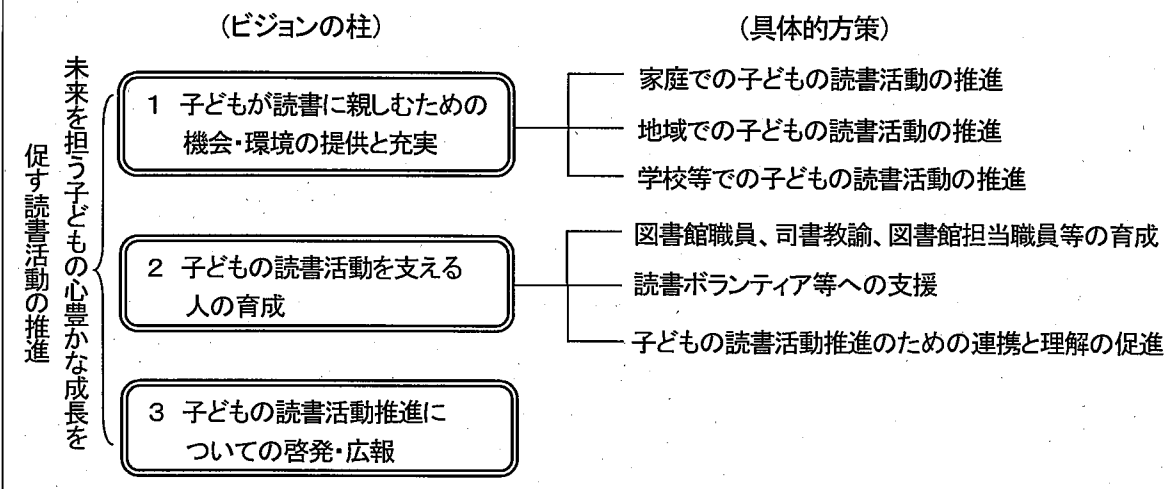 (ビジョンの柱)
(具体的方策)
未来を担う子どもの心豊かな成長を
促す読書活動の推進
1 子どもが読書に親しむための
機会・環境の提供と充実
家庭での子どもの読書活動の推進
地域での子どもの読書活動の推進
学校等での子どもの読書活動の推進
2 子どもの読書活動を支える
人の育成
図書館職員、司書教諭、図書館担当職員等の育成
読書ボランティア等への支援
子どもの読書活動推進のための連携と理解の促進
3 子どもの読書活動推進に
ついての啓発・広報